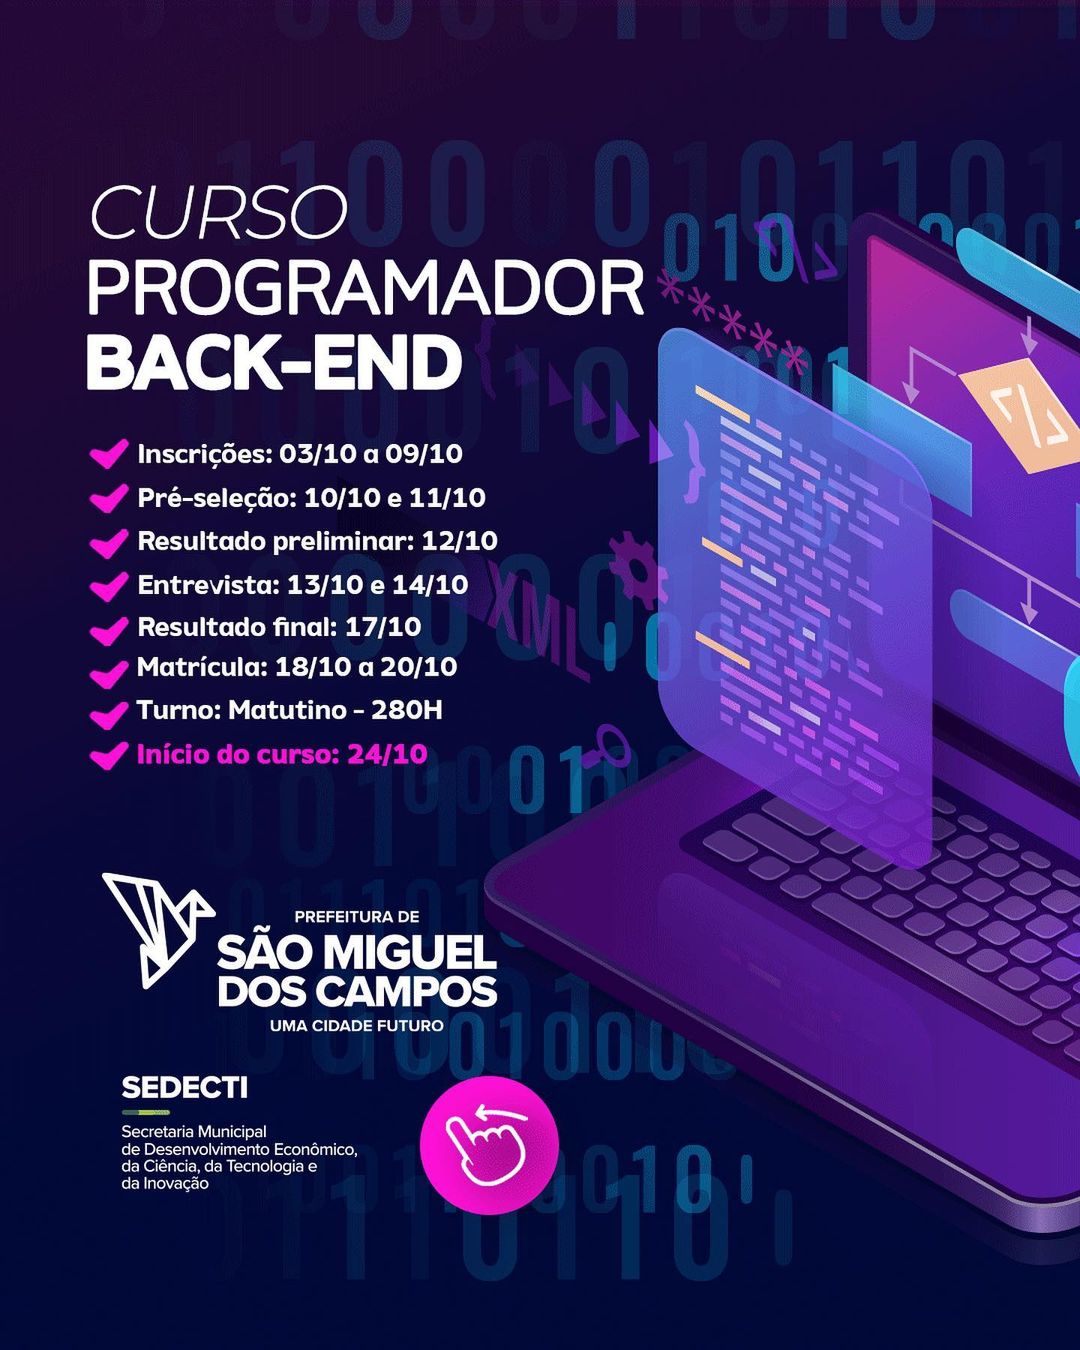 CURSO
PROGRAMADOR
BACK-END
Inscrições: 03/10 a 09/10
Pré-seleção: 10/10 e 11/10
Resultado preliminar: 12/10
Entrevista: 13/10 e 14/10
Resultado final: 17/10
Matrícula: 18/10 a 20/10
Turno: Matutino - 280H
Início do curso: 24/10
XML
PREFEITURA DE
SÃO MIGUEL
DOS CAMPOS
UMA CIDADE FUTURO
SEDECTI
Secretaria Municipal
de Desenvolvimento Econômico,
da Ciência, da Tecnologia e
da Inovação